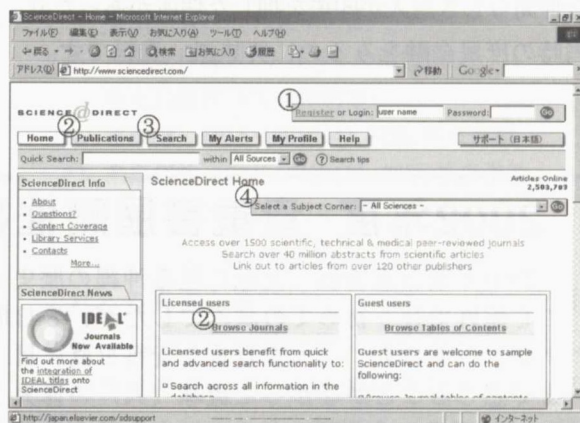 ScienceDirect - Home - Microsoft Internet Explorer
ファイル(F) 編集(E) 表示(V) お気に入り(A) ツール(T) ヘルプ(H)
戻る 検索 お気に入り 履歴
アドレス(D) http://www.sciencedirect.com/ 移動 Google
①
Register or Login: user name Password: Go
SCIENCE @ DIRECT
② ③
Home Publications Search My Alerts My Profile Help サポート (日本語)
Quick Search: within All Sources Go ? Search tips
ScienceDirect Info
About
Questions?
Content Coverage
Library Services
Contacts
More...
ScienceDirect News
IDEAL
Journals
Now Available
Find out more about
the integration of
IDEAL titles onto
ScienceDirect
ScienceDirect Home
Articles Online
2,503,703
④
Select a Subject Corner: - All Sciences - Go
Access over 1500 scientific, technical & medical peer-reviewed journals
Search over 40 million abstracts from scientific articles
Link out to articles from over 120 other publishers
Licensed users
②
Browse Journals
Licensed users benefit from quick
and advanced search functionality to:
Search across all information in the
database
Guest users
Browse Tables of Contents
Guest users are welcome to sample
ScienceDirect and can do the
following:
Browse Journal tables of contents
http://japan.elsevier.com/sdsupport インターネット